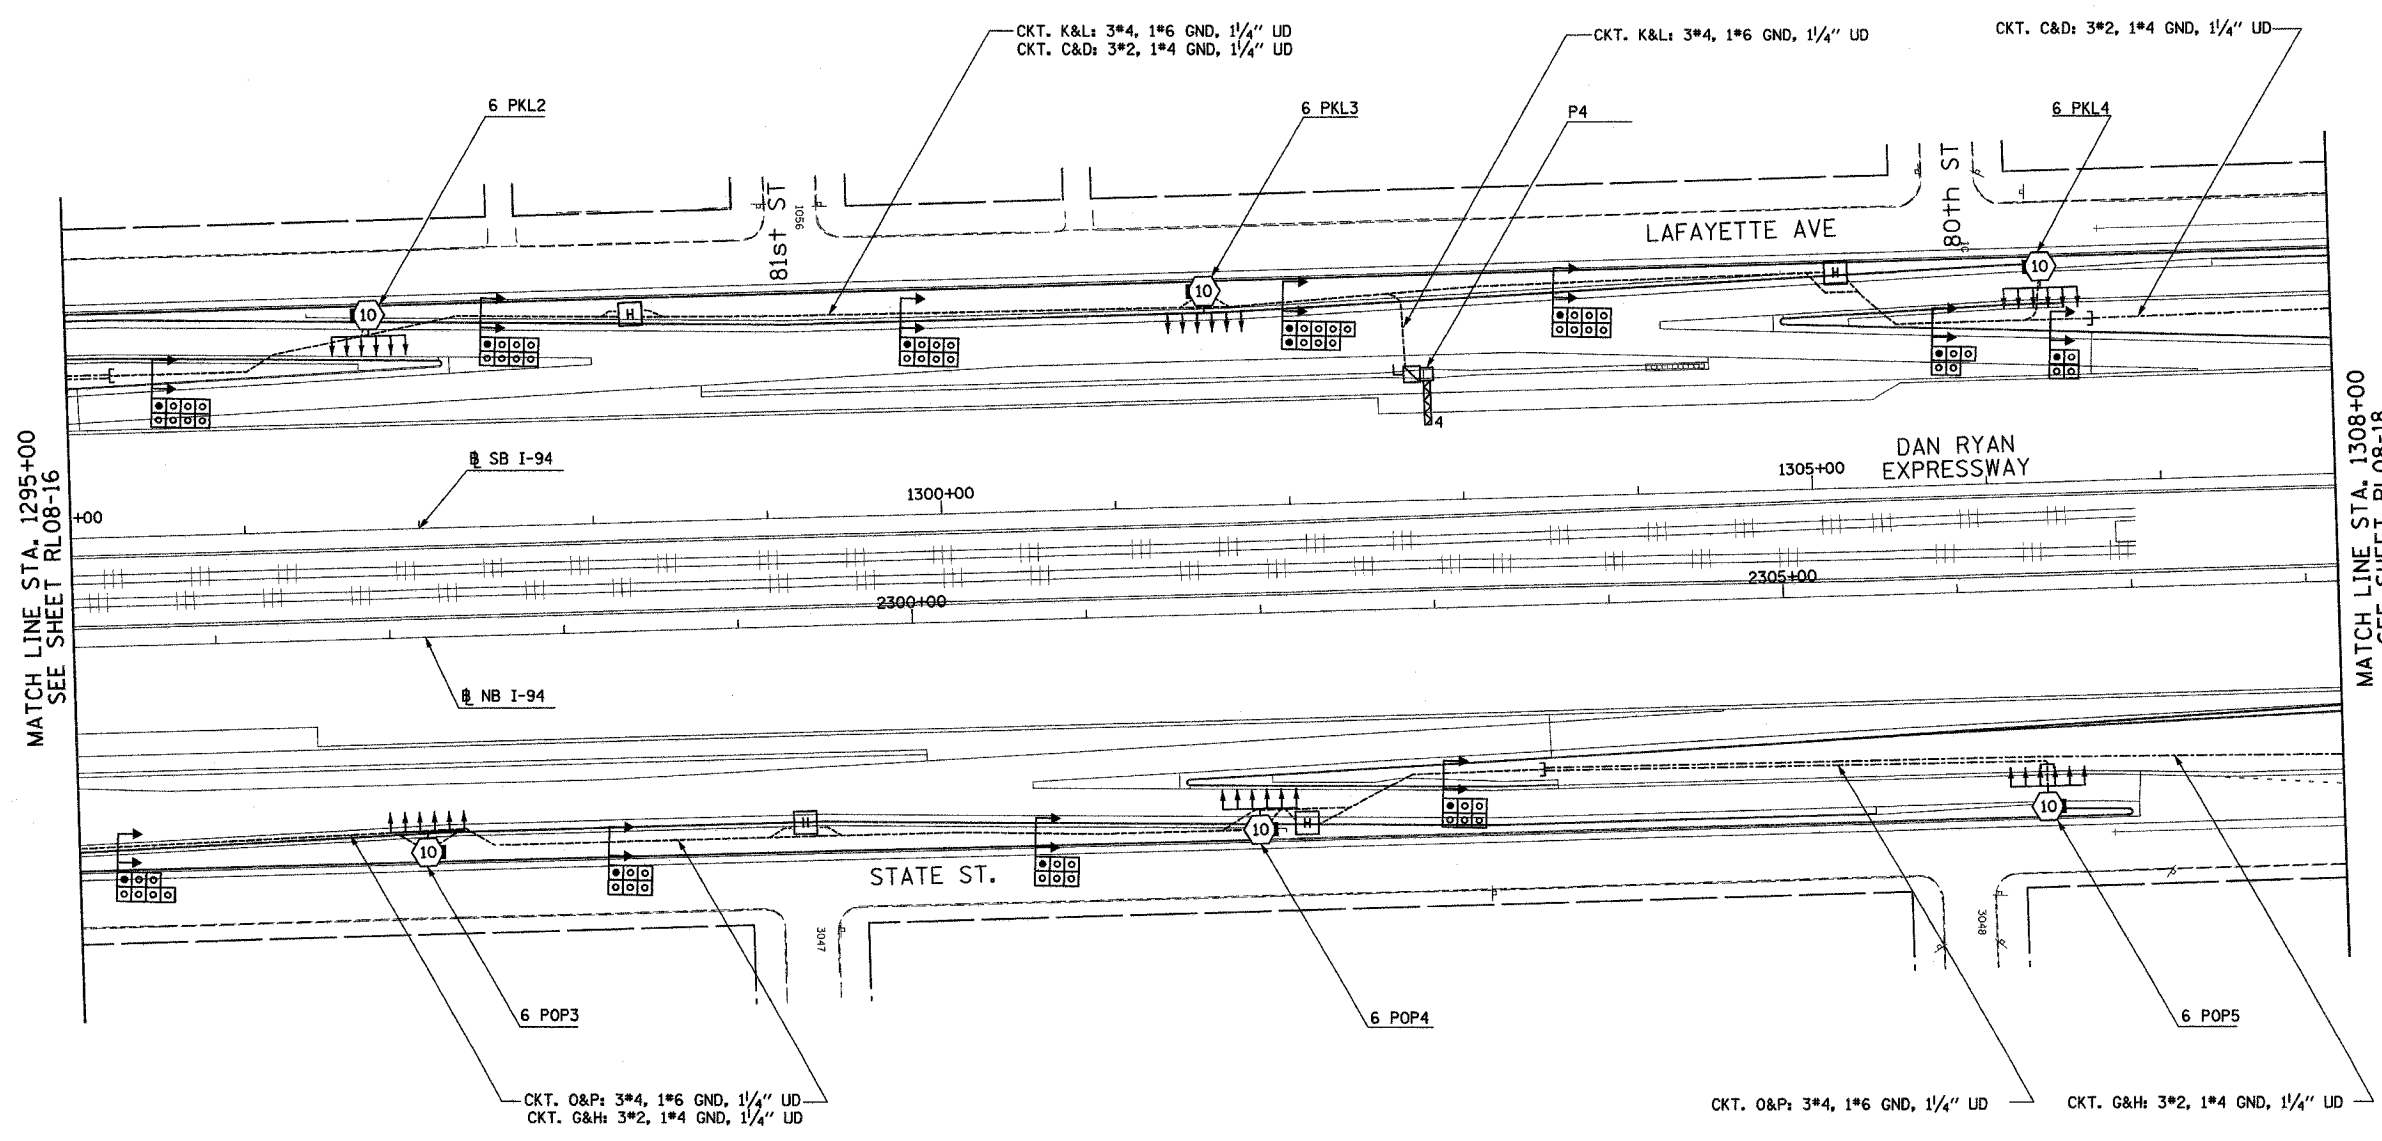 CKT. K&L: 3#4, 1#6 GND, 1¼" UD
CKT. C&D: 3#2, 1#4 GND, 1¼" UD
CKT. K&L: 3#4, 1#6 GND, 1¼" UD
CKT. C&D: 3#2, 1#4 GND, 1¼" UD
6 PKL2
6 PKL3
P4
6 PKL4
81st ST
1056
80th ST
LAFAYETTE AVE
10
H
10
H
10
4
MATCH LINE STA. 1295+00
SEE SHEET RL08-16
MATCH LINE STA. 1308+00
SEE SHEET RL08-18
DAN RYAN
EXPRESSWAY
℄ SB I-94
+00
1300+00
1305+00
2300+00
2305+00
℄ NB I-94
10
H
10
H
10
STATE ST.
3047
3048
6 POP3
6 POP4
6 POP5
CKT. O&P: 3#4, 1#6 GND, 1¼" UD
CKT. G&H: 3#2, 1#4 GND, 1¼" UD
CKT. O&P: 3#4, 1#6 GND, 1¼" UD
CKT. G&H: 3#2, 1#4 GND, 1¼" UD